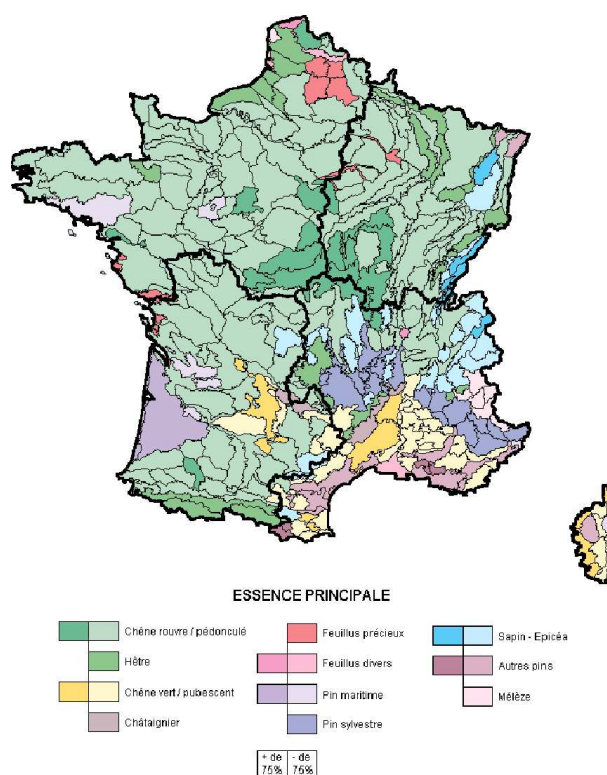 ESSENCE PRINCIPALE
Chêne rouvre / pédonculé
Hêtre
Chêne vert / pubescent
Châtaignier
Feuillus précieux
Feuillus divers
Pin maritinne
Pin sylvestre
Sapin - Epicéa
Autres pins
Mélèze
+ de 75%
- de 75%